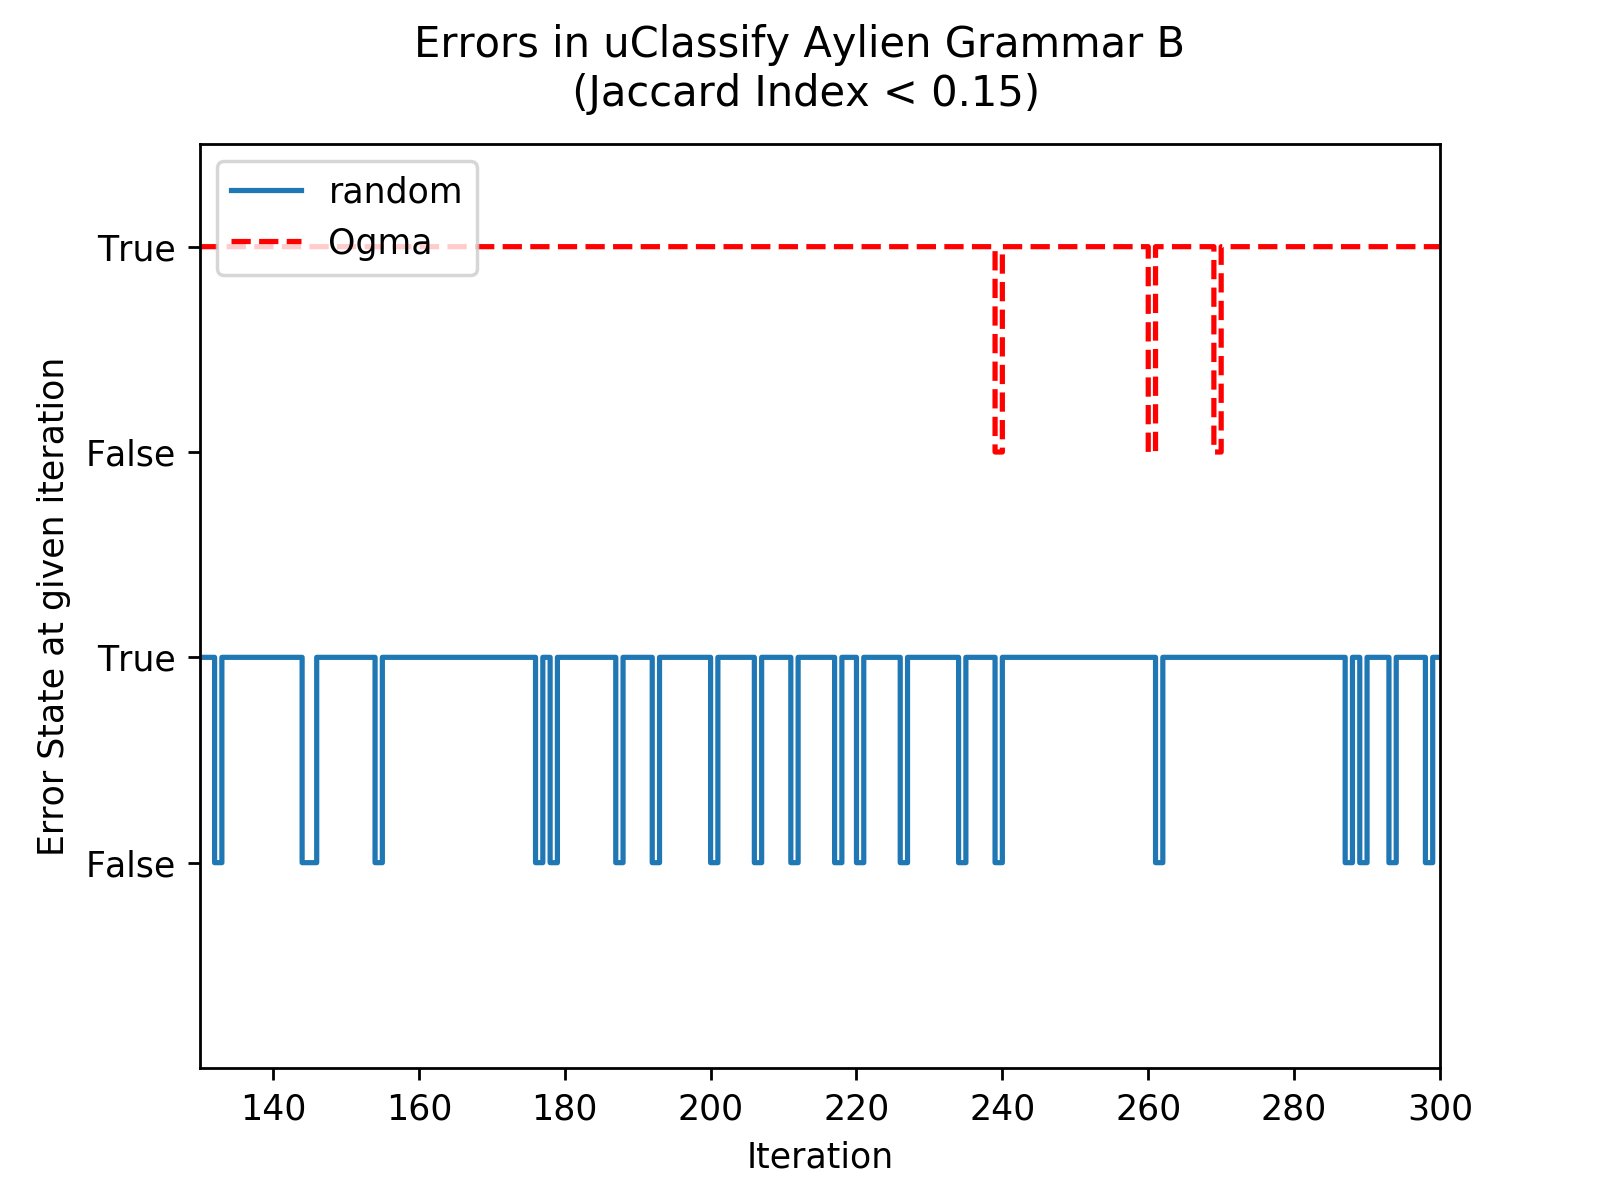 Errors in uClassify Aylien Grammar B
(Jaccard Index < 0.15)
random
Ogma
True
False
True
False
Error State at given iteration
140 160 180 200 220 240 260 280 300
Iteration